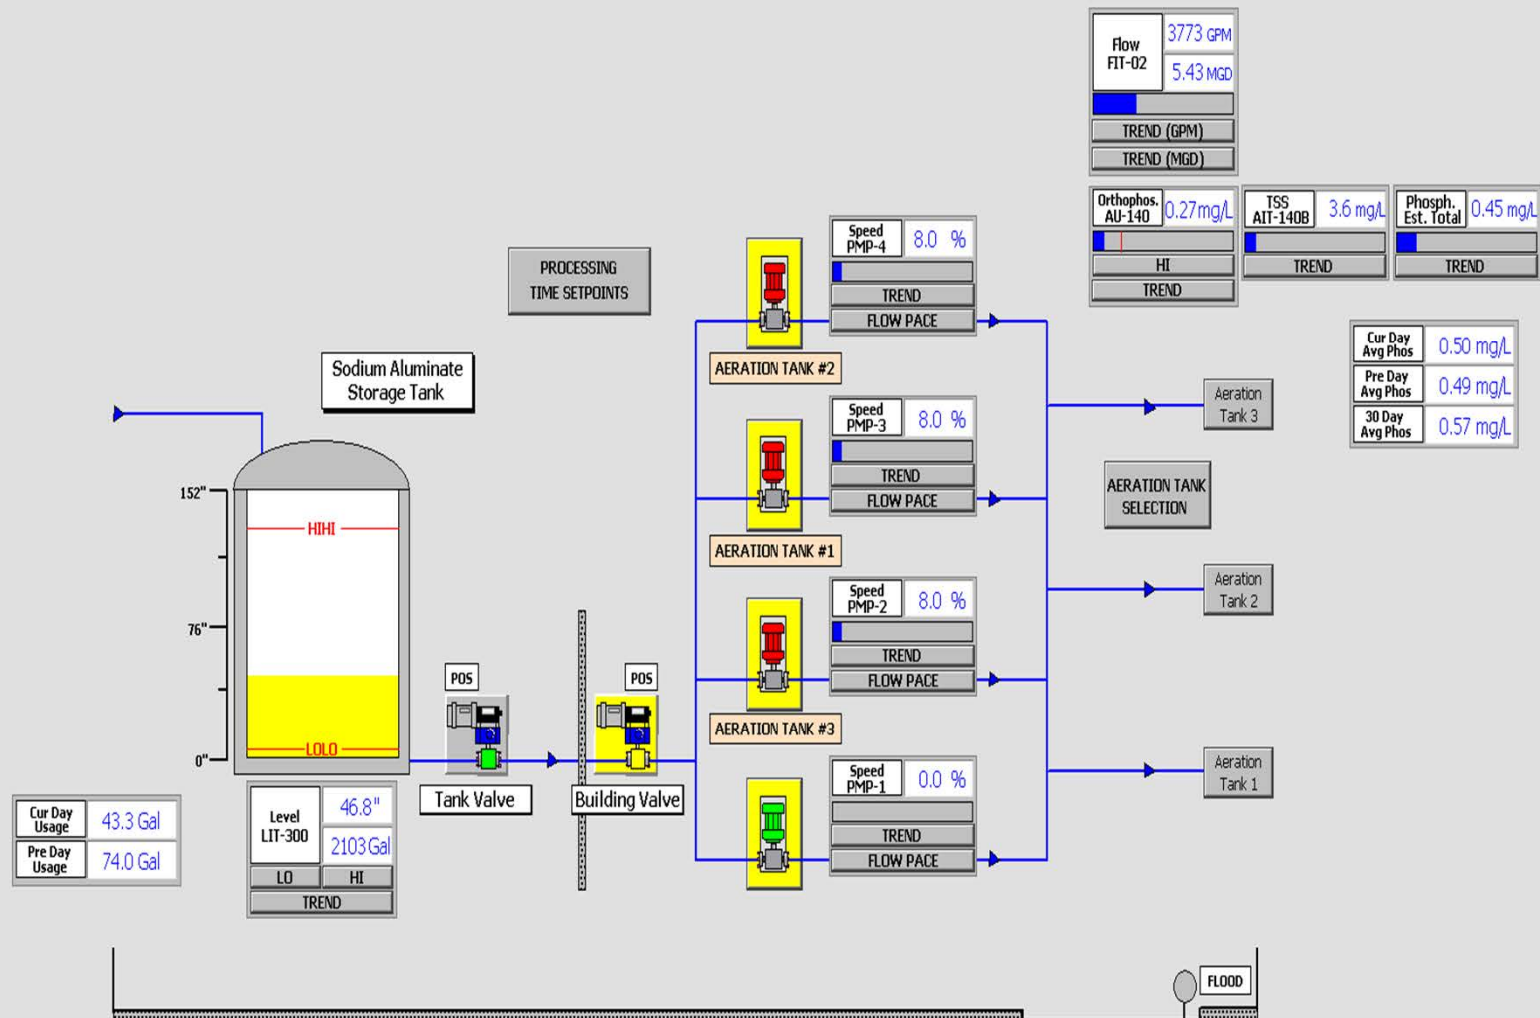 Flow
FIT-02
3773 GPM
5.43 MGD
TREND (GPM)
TREND (MGD)
Orthophos.
AU-140
0.27 mg/L
HI
TREND
TSS
AIT-140B
3.6 mg/L
TREND
Phosph.
Est. Total
0.45 mg/L
TREND
PROCESSING
TIME SETPOINTS
Speed
PMP-4
8.0 %
TREND
FLOW PACE
AERATION TANK #2
Sodium Aluminate
Storage Tank
Cur Day
Avg Phos
0.50 mg/L
Pre Day
Avg Phos
0.49 mg/L
30 Day
Avg Phos
0.57 mg/L
Aeration
Tank 3
Speed
PMP-3
8.0 %
TREND
FLOW PACE
AERATION TANK #1
AERATION TANK
SELECTION
152"
HIHI
76"
LOLO
0"
Speed
PMP-2
8.0 %
TREND
FLOW PACE
AERATION TANK #3
Aeration
Tank 2
POS
POS
Tank Valve
Building Valve
Speed
PMP-1
0.0 %
TREND
FLOW PACE
Aeration
Tank 1
Cur Day
Usage
43.3 Gal
Pre Day
Usage
74.0 Gal
Level
LIT-300
46.8"
2103 Gal
LO
HI
TREND
FLOOD